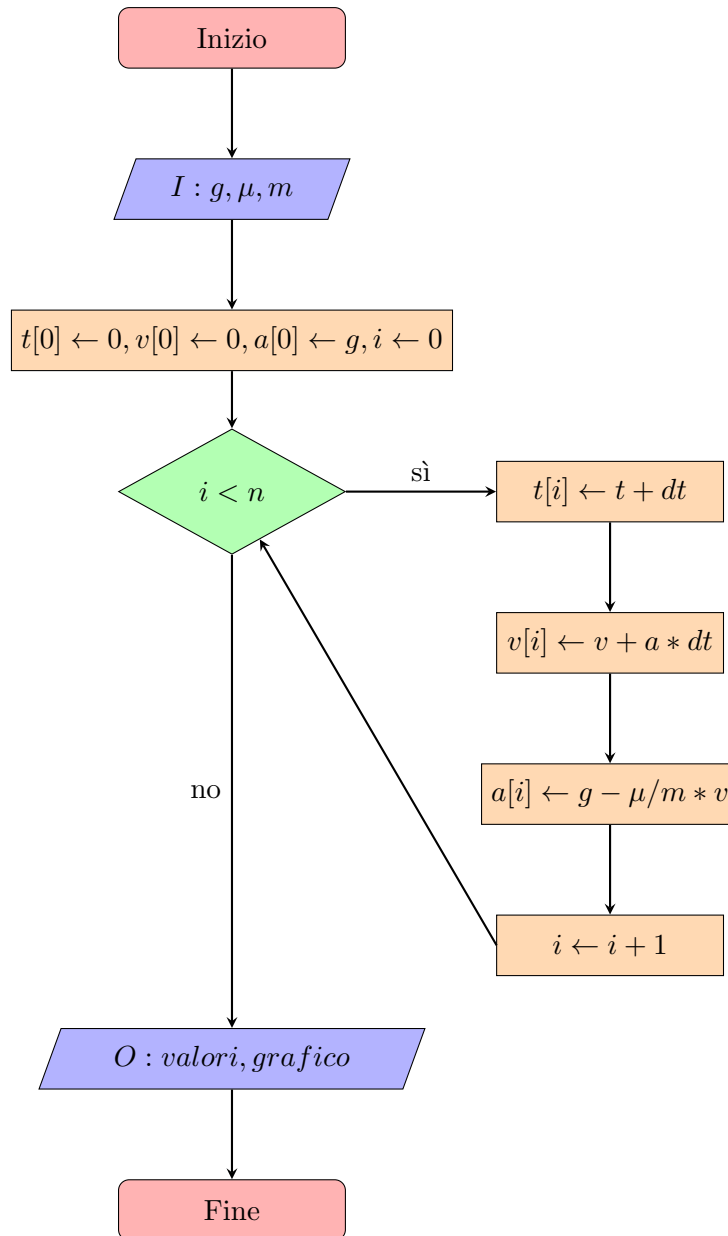 Inizio
I : g, μ, m
t[0] ← 0, v[0] ← 0, a[0] ← g, i ← 0
i < n
sì
t[i] ← t + dt
v[i] ← v + a ∗ dt
a[i] ← g − μ/m ∗ v
no
i ← i + 1
O : valori, grafico
Fine